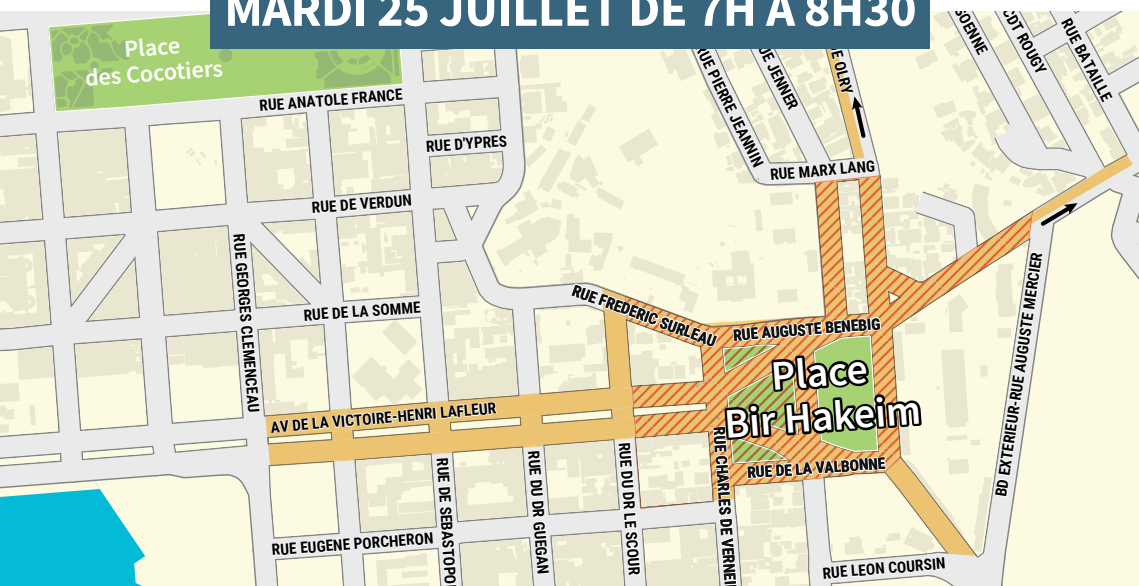 MARDI 25 JUILLET DE 7H À 8H30
Place
des Cocotiers
RUE ANATOLE FRANCE
RUE D'YPRES
RUE DE VERDUN
RUE GEORGES CLEMENCEAU
RUE DE LA SOMME
AV DE LA VICTOIRE-HENRI LAFLEUR
RUE EUGENE PORCHERON
RUE DE SEBASTOPO
RUE DU DR GUEGAN
RUE DU DR LE SCOUR
RUE CHARLES DE VERNEI
RUE FREDERIC SURLEAU
RUE AUGUSTE BENEBIG
Place
Bir Hakeim
RUE DE LA VALBONNE
RUE PIERRE JEANNIN
UE JENNER
E OLRY
RUE MARX LANG
SOENNE
CDT ROUGY
RUE BATAILLE
BD EXTERIEUR-RUE AUGUSTE MERCIER
RUE LEON COURSIN